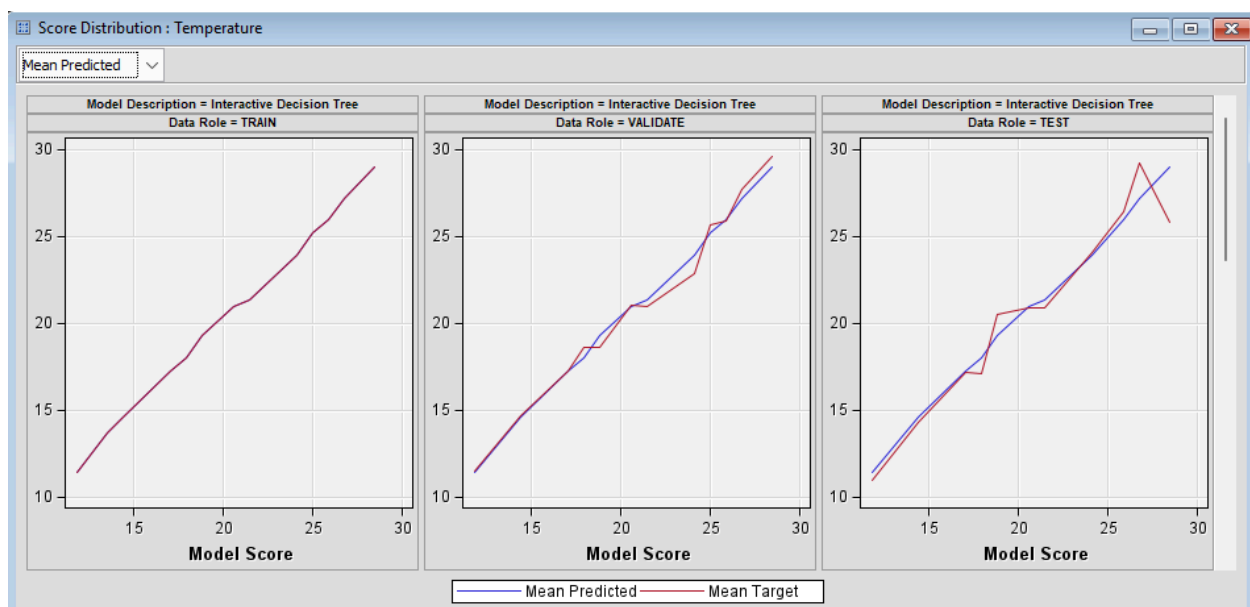 Score Distribution : Temperature
Mean Predicted
Model Description = Interactive Decision Tree
Data Role = TRAIN
30
25
20
15
10
15 20 25 30
Model Score
Model Description = Interactive Decision Tree
Data Role = VALIDATE
30
25
20
15
10
15 20 25 30
Model Score
Model Description = Interactive Decision Tree
Data Role = TEST
30
25
20
15
10
15 20 25 30
Model Score
Mean Predicted Mean Target